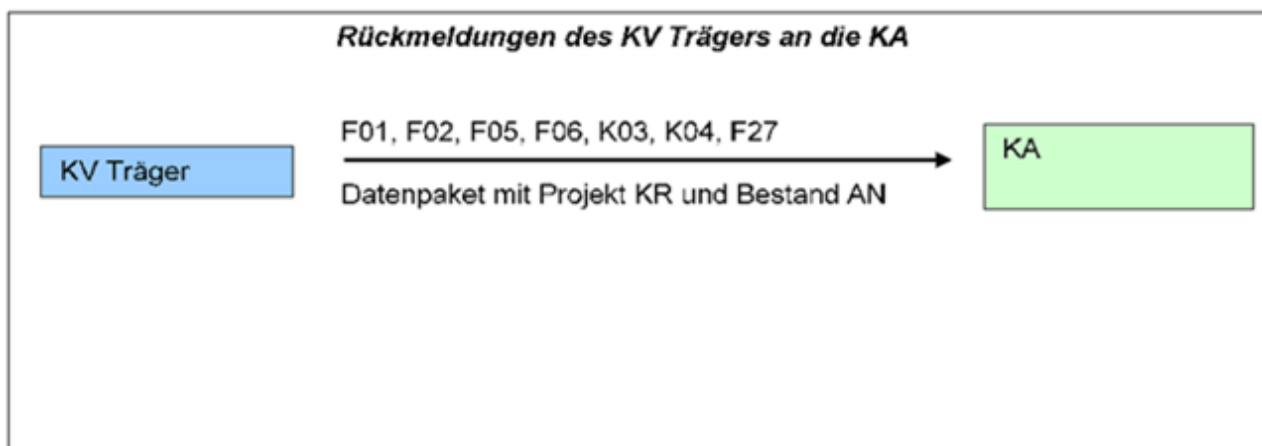 Rückmeldungen des KV Trägers an die KA
F01, F02, F05, F06, K03, K04, F27
KV Träger
KA
Datenpaket mit Projekt KR und Bestand AN